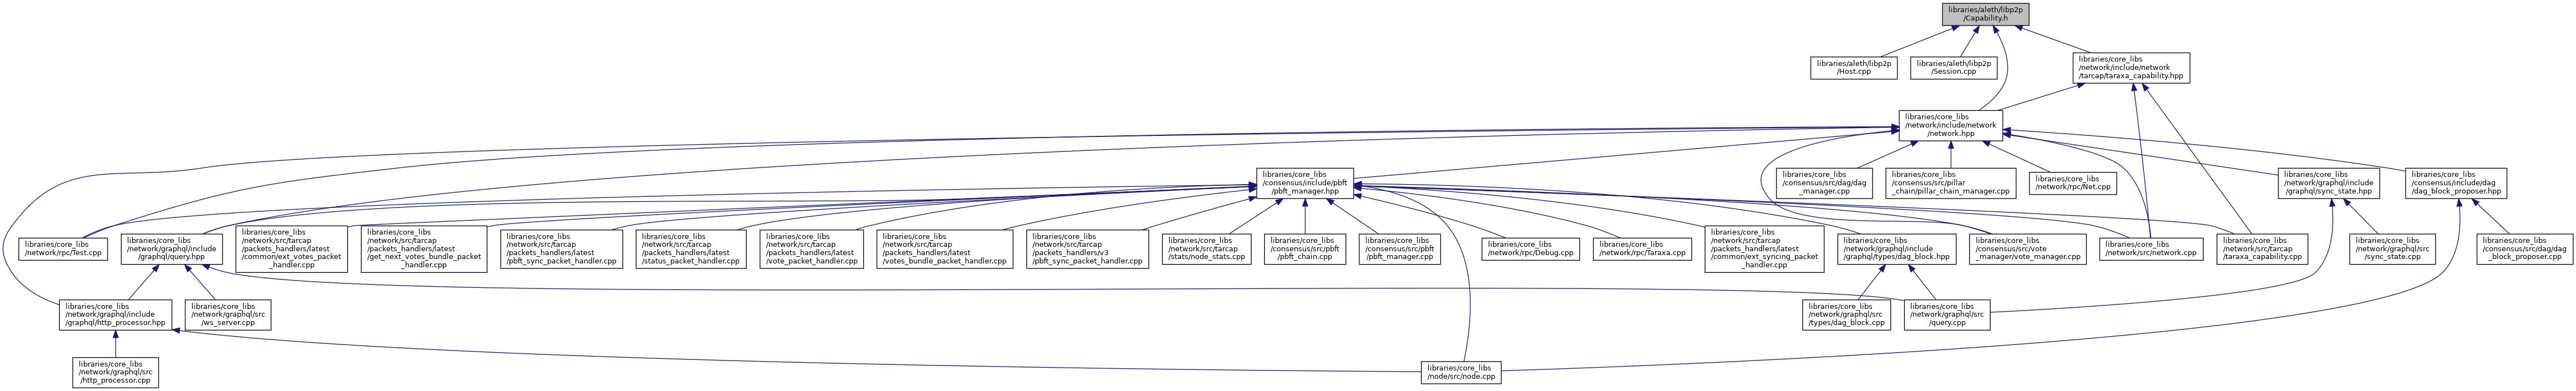 libraries/aleth/libp2p
/Capability.h
libraries/aleth/libp2p
/Host.cpp
libraries/aleth/libp2p
/Session.cpp
libraries/core_libs
/network/include/network
/tarcap/taraxa_capability.hpp
libraries/core_libs
/network/include/network
/network.hpp
libraries/core_libs
/consensus/include/pbft
/pbft_manager.hpp
libraries/core_libs
/consensus/src/dag/dag
_manager.cpp
libraries/core_libs
/consensus/src/pillar
_chain/pillar_chain_manager.cpp
libraries/core_libs
/network/rpc/Net.cpp
libraries/core_libs
/network/graphql/include
/graphql/sync_state.hpp
libraries/core_libs
/consensus/include/dag
/dag_block_proposer.hpp
libraries/core_libs
/network/rpc/Test.cpp
libraries/core_libs
/network/graphql/include
/graphql/query.hpp
libraries/core_libs
/network/src/tarcap
/packets_handlers/latest
/common/ext_votes_packet
_handler.cpp
libraries/core_libs
/network/src/tarcap
/packets_handlers/latest
/get_next_votes_bundle_packet
_handler.cpp
libraries/core_libs
/network/src/tarcap
/packets_handlers/latest
/pbft_sync_packet_handler.cpp
libraries/core_libs
/network/src/tarcap
/packets_handlers/latest
/status_packet_handler.cpp
libraries/core_libs
/network/src/tarcap
/packets_handlers/latest
/vote_packet_handler.cpp
libraries/core_libs
/network/src/tarcap
/packets_handlers/latest
/votes_bundle_packet_handler.cpp
libraries/core_libs
/network/src/tarcap
/packets_handlers/v3
/pbft_sync_packet_handler.cpp
libraries/core_libs
/network/src/tarcap
/stats/node_stats.cpp
libraries/core_libs
/consensus/src/pbft
/pbft_chain.cpp
libraries/core_libs
/consensus/src/pbft
/pbft_manager.cpp
libraries/core_libs
/network/rpc/Debug.cpp
libraries/core_libs
/network/rpc/Taraxa.cpp
libraries/core_libs
/network/src/tarcap
/packets_handlers/latest
/common/ext_syncing_packet
_handler.cpp
libraries/core_libs
/network/graphql/include
/graphql/types/dag_block.hpp
libraries/core_libs
/consensus/src/vote
_manager/vote_manager.cpp
libraries/core_libs
/network/src/network.cpp
libraries/core_libs
/network/src/tarcap
/taraxa_capability.cpp
libraries/core_libs
/network/graphql/src
/sync_state.cpp
libraries/core_libs
/consensus/src/dag/dag
_block_proposer.cpp
libraries/core_libs
/network/graphql/include
/graphql/http_processor.hpp
libraries/core_libs
/network/graphql/src
/ws_server.cpp
libraries/core_libs
/network/graphql/src
/types/dag_block.cpp
libraries/core_libs
/network/graphql/src
/query.cpp
libraries/core_libs
/network/graphql/src
/http_processor.cpp
libraries/core_libs
/node/src/node.cpp